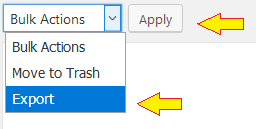 Bulk Actions Apply
Bulk Actions
Move to Trash
Export